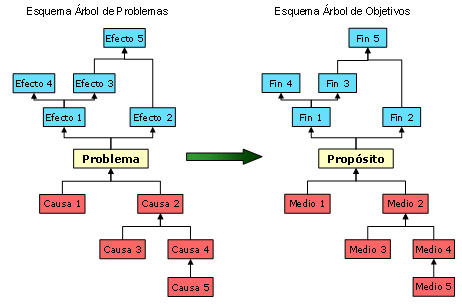 Esquema Árbol de Problemas
Efecto 5
Efecto 4
Efecto 3
Efecto 1
Efecto 2
Problema
Causa 1
Causa 2
Causa 3
Causa 4
Causa 5
Esquema Árbol de Objetivos
Fin 5
Fin 4
Fin 3
Fin 1
Fin 2
Propósito
Medio 1
Medio 2
Medio 3
Medio 4
Medio 5